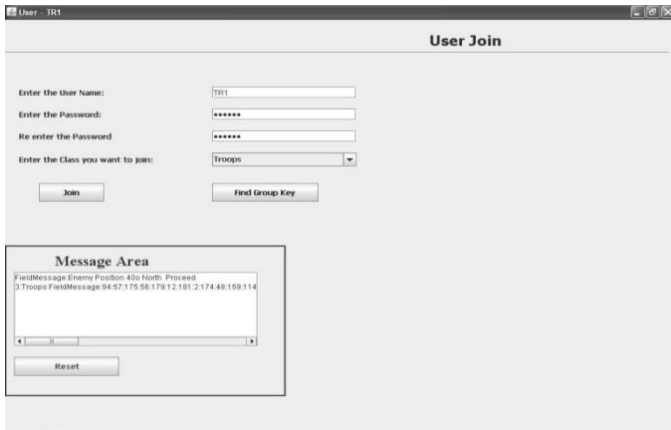 User - TR1
User Join
Enter the User Name: TR1
Enter the Password: ••••••
Re enter the Password ••••••
Enter the Class you want to join: Troops
Join Find Group Key
Message Area
FieldMessage:Enemy Position 40o North Proceed
3:Troops:FieldMessage:94:57:175:56:179:12:181:2:174:48:159:114
Reset